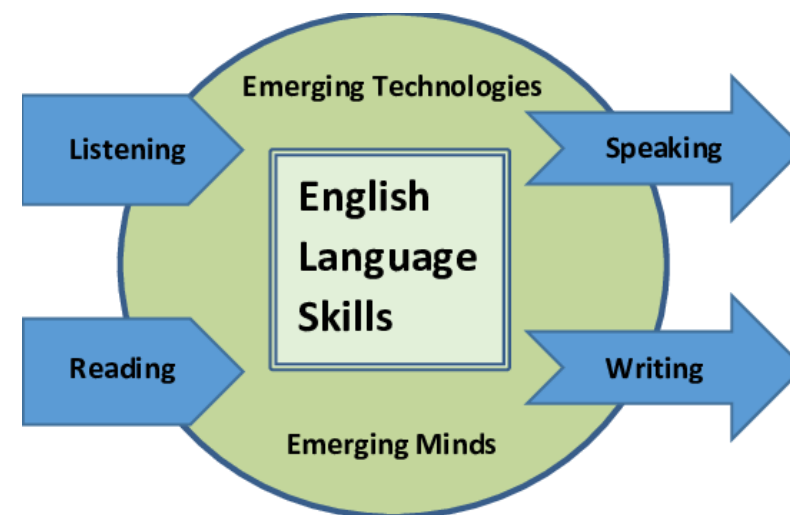 Emerging Technologies
Listening
Speaking
English
Language
Skills
Reading
Writing
Emerging Minds